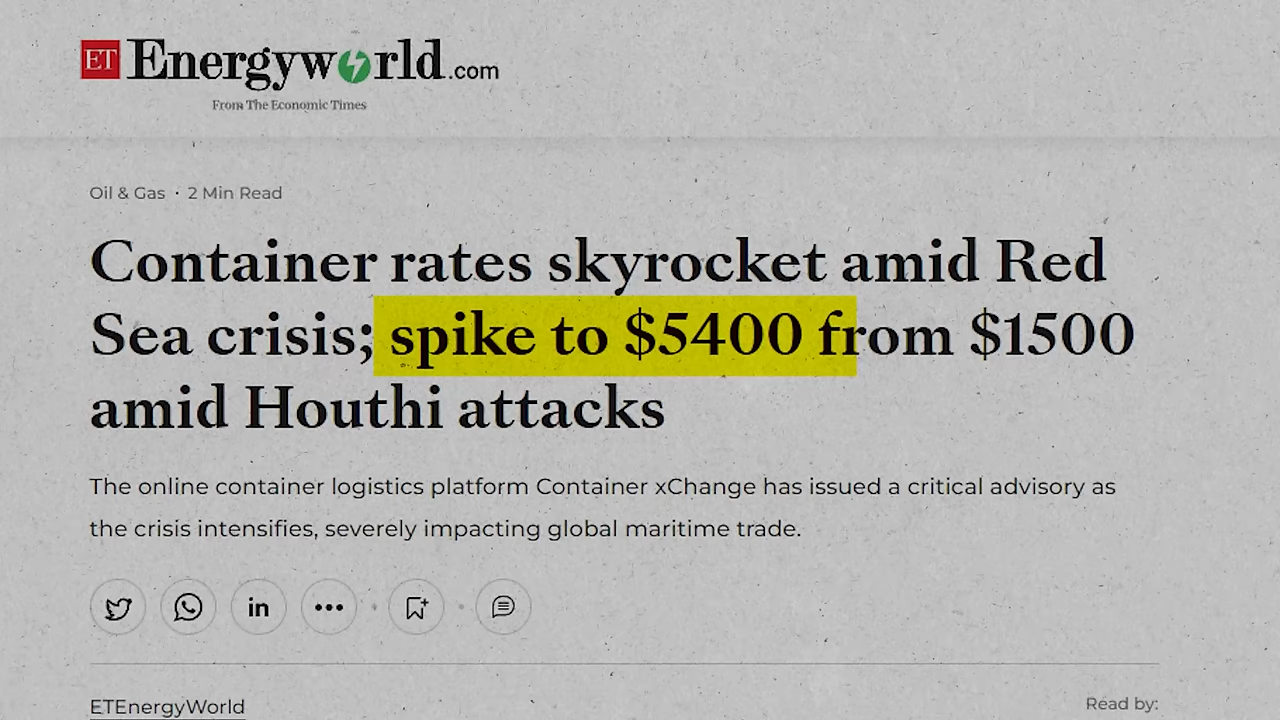 ET Energyworld.com
From The Economic Times
Oil & Gas · 2 Min Read
Container rates skyrocket amid Red
Sea crisis; spike to $5400 from $1500
amid Houthi attacks
The online container logistics platform Container xChange has issued a critical advisory as
the crisis intensifies, severely impacting global maritime trade.
in
ETEnergyWorld
Read by: